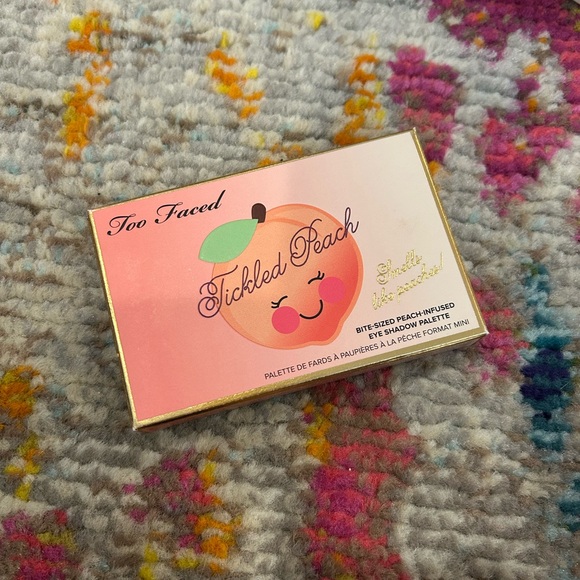 Too Faced
Tickled Peach
Smells
like peaches!
BITE-SIZED PEACH-INFUSED
EYE SHADOW PALETTE
PALETTE DE FARDS À PAUPIÈRES À LA PÊCHE FORMAT MINI